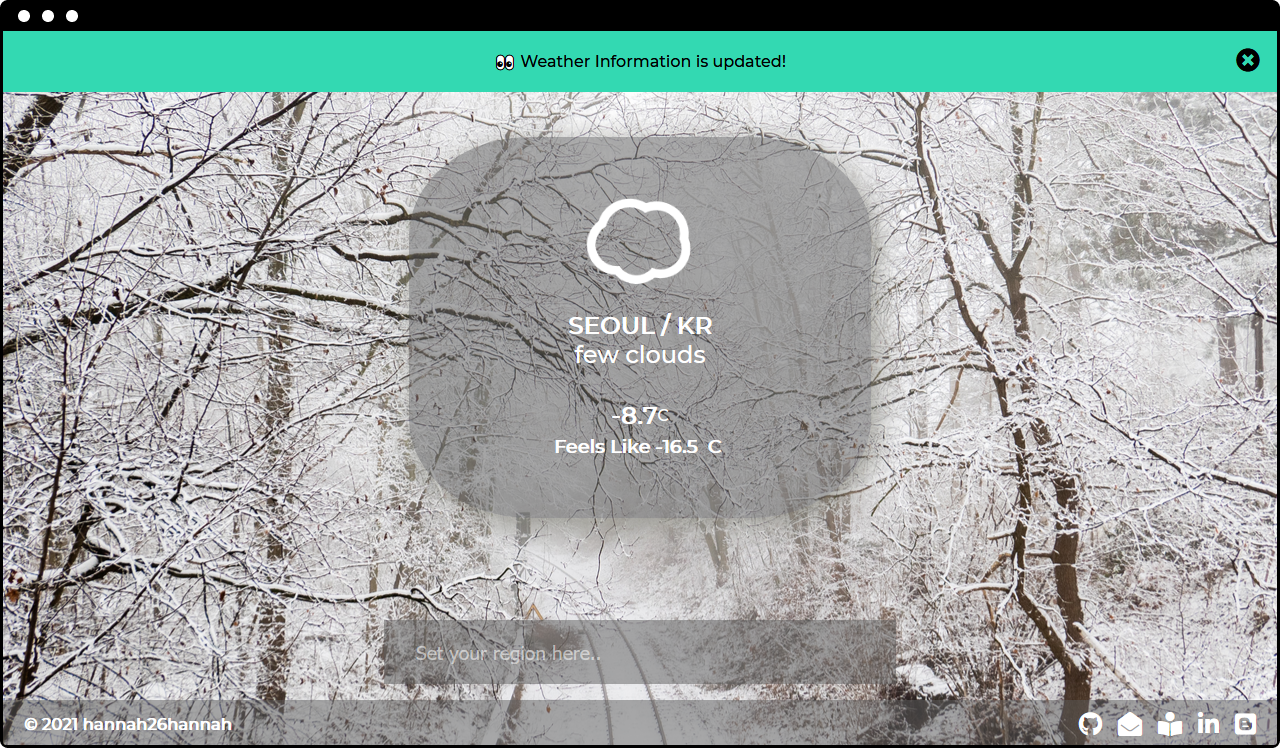 👀 Weather Information is updated!
SEOUL / KR
few clouds
-8.7C
Feels Like -16.5 C
Set your region here..
© 2021 hannah26hannah